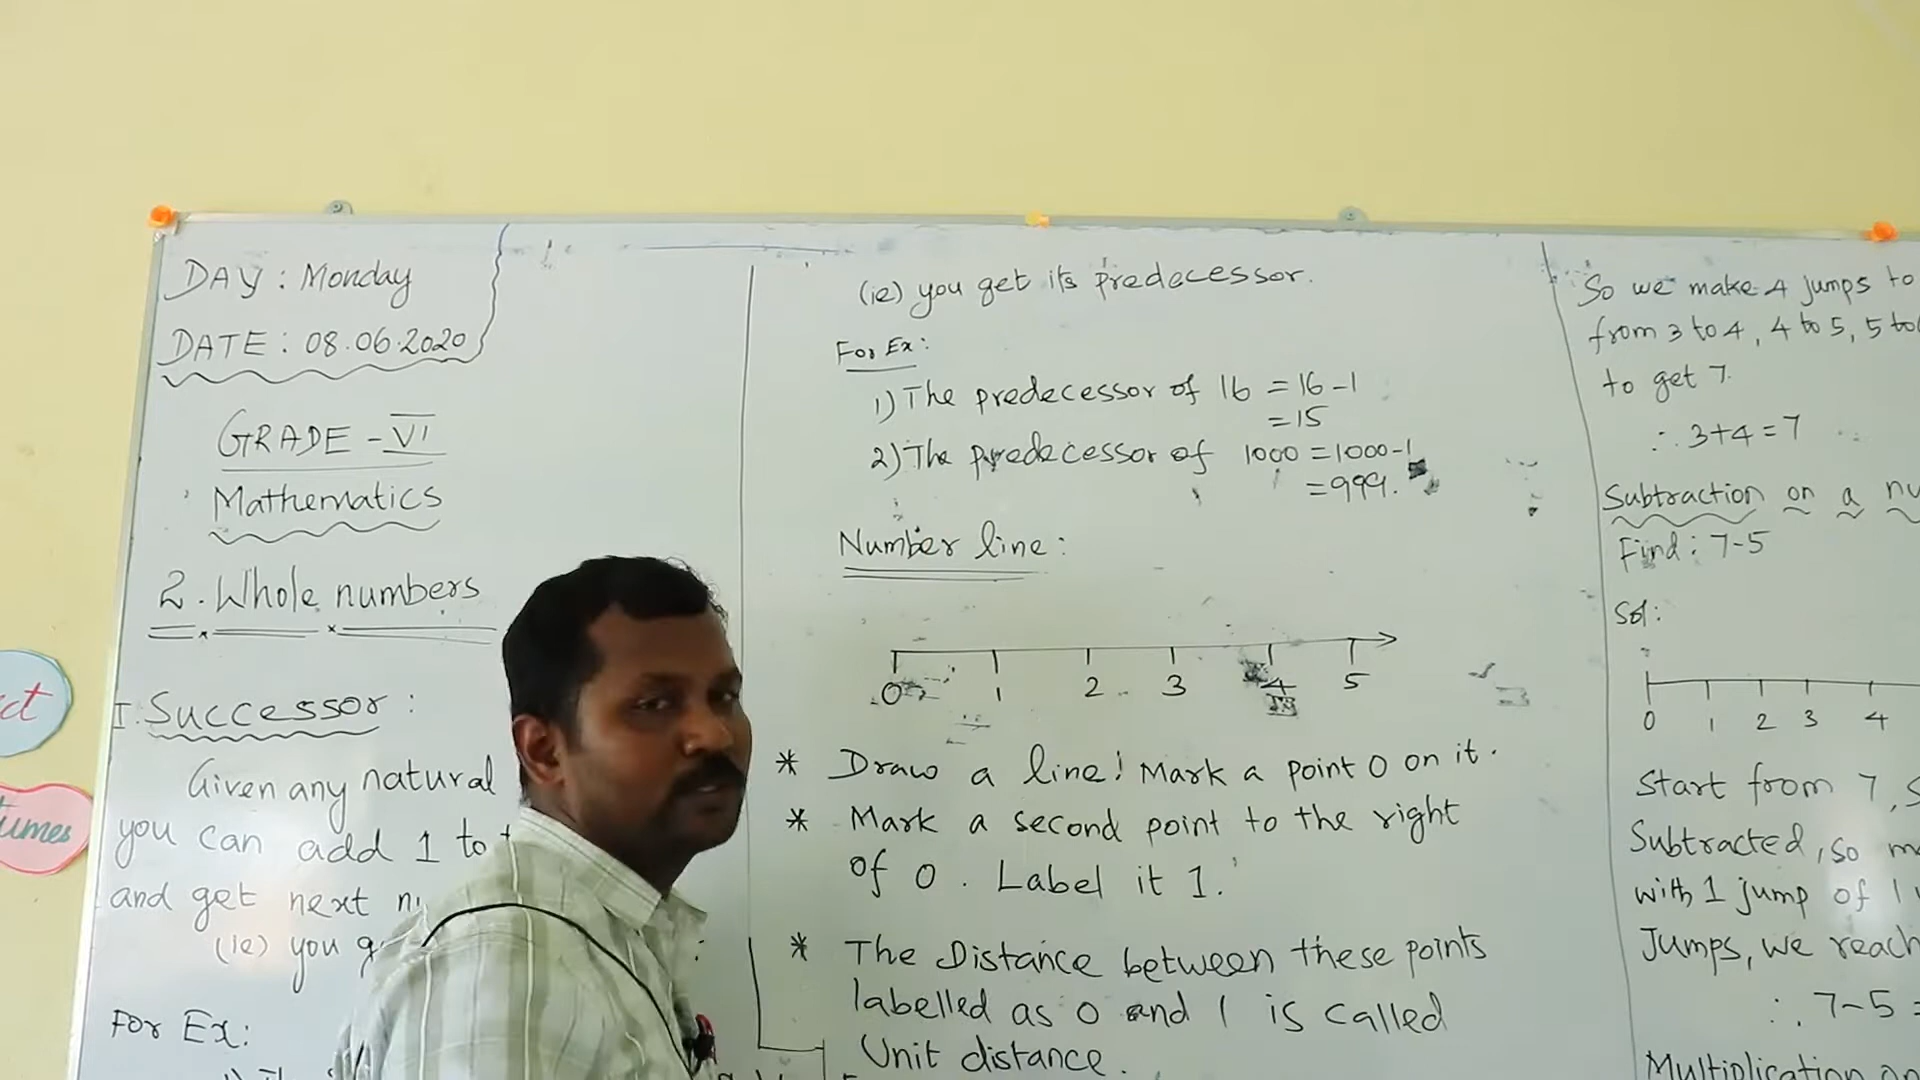 DAY : Monday
DATE : 08.06.2020
GRADE - VI
Mathematics
2. Whole numbers
I. Successor :
Given any natural
you can add 1 to
and get next
(ie) you
For Ex:
(ie) you get its predecessor.
For Ex:
1) The predecessor of 16 = 16-1
= 15
2) The predecessor of 1000 = 1000-1
= 999.
Number line :
0 1 2 3 4 5
* Draw a line! Mark a point 0 on it.
* Mark a second point to the right
of 0. Label it 1.
* The Distance between these points
labelled as 0 and 1 is called
Unit distance.
So we make 4 jumps to
from 3 to 4, 4 to 5, 5 to
to get 7.
∴ 3+4=7
Subtraction on a
Find: 7-5
Sol:
0 1 2 3 4
Start from 7,
Subtracted, so
with 1 jump of 1
Jumps, we reach
∴ 7-5 =
Multiplication on
ct
umes